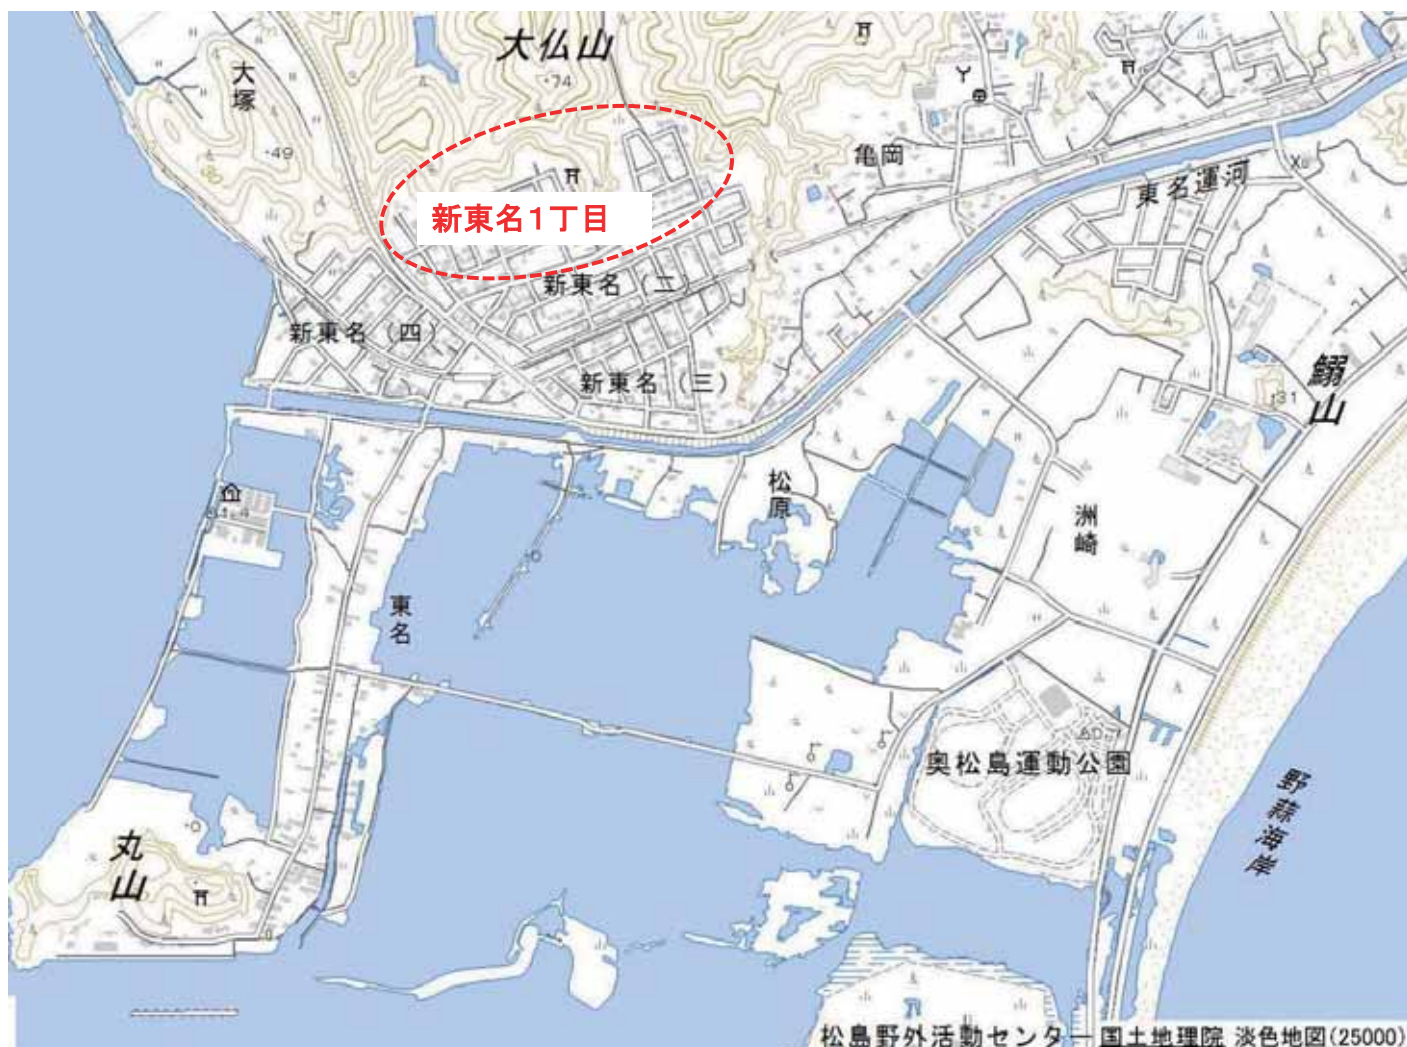 大仏山
+74
大塚
+49
亀岡
東名運河
新東名1丁目
新東名(二)
新東名(四)
新東名(三)
鰯山
31
松原
洲崎
東名
奥松島運動公園
野蒜海岸
丸山
松島野外活動センター 国土地理院 淡色地図(25000)